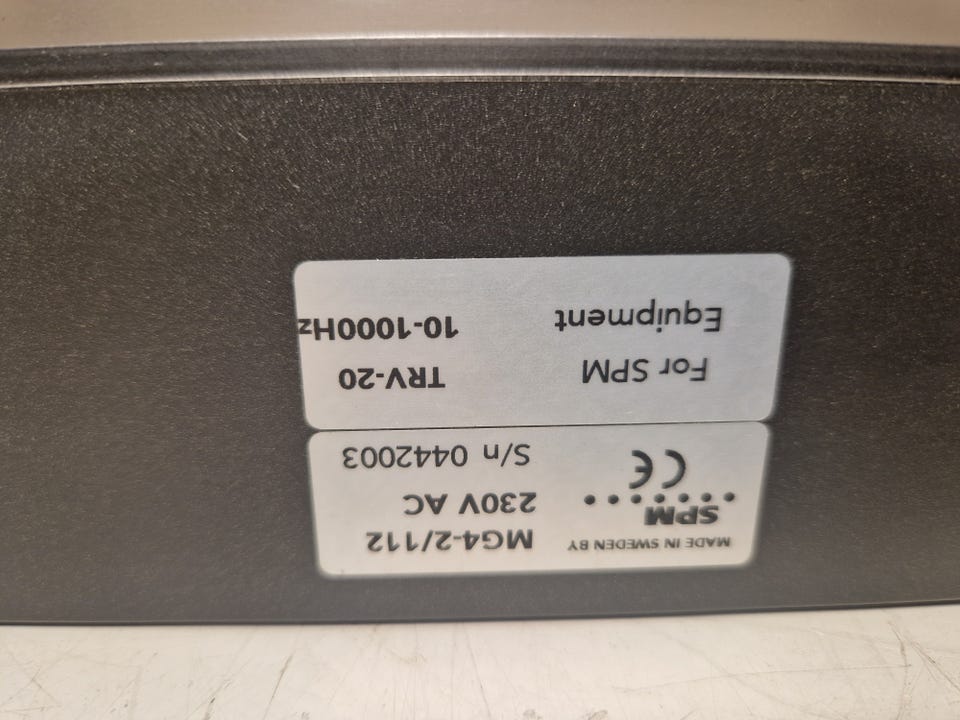 MADE IN SWEDEN BY
SPM
CE
MG4-2/112
230V AC
S/n 0442003
For SPM
Equipment
TRV-20
10-1000Hz